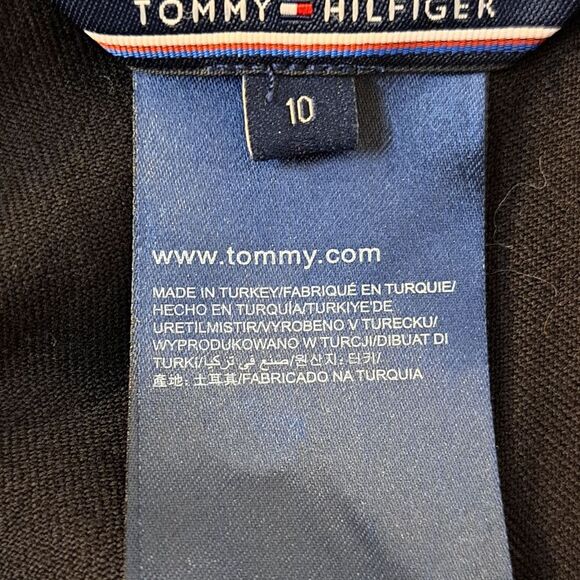 TOMMY HILFIGER
10
www.tommy.com
MADE IN TURKEY/FABRIQUÉ EN TURQUIE/
HECHO EN TURQUÍA/TURKIYE'DE
URETILMISTIR/VYROBENO V TURECKU/
WYPRODUKOWANO W TURCJI/DIBUAT DI
TURKI/صنع في تركيا/원산지: 터키/
產地: 土耳其/FABRICADO NA TURQUIA